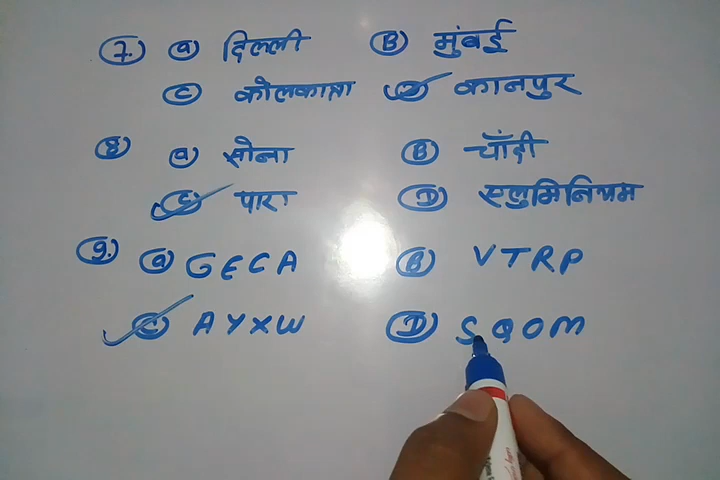 7. a दिल्ली B मुंबई
C कोलकाता D कानपुर
8 a सोना B चाँदी
C पारा D एलुमिनियम
9. a GECA B VTRP
C AYXW D SQOM